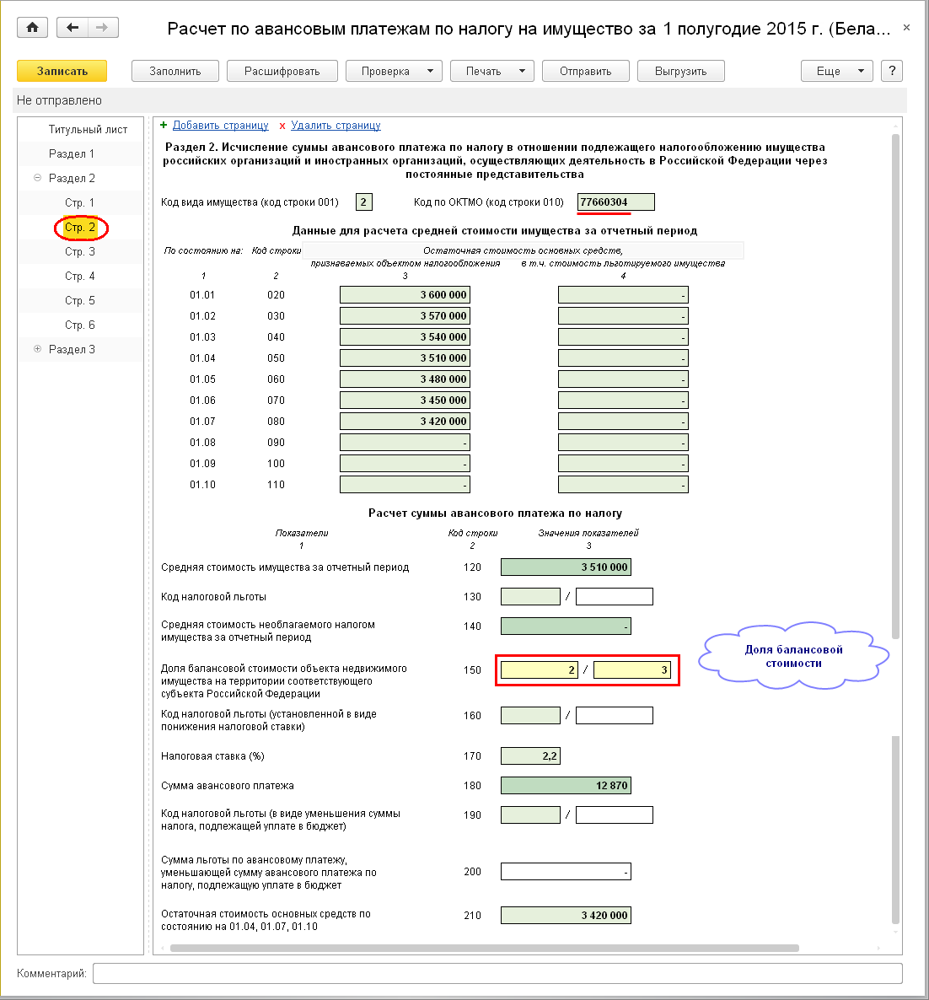 Расчет по авансовым платежам по налогу на имущество за 1 полугодие 2015 г. (Бела... ×
Записать Заполнить Расшифровать Проверка Печать Отправить Выгрузить Еще ?
Не отправлено
Титульный лист
Раздел 1
Раздел 2
Стр. 1
Стр. 2
Стр. 3
Стр. 4
Стр. 5
Стр. 6
Раздел 3
+ Добавить страницу x Удалить страницу
Раздел 2. Исчисление суммы авансового платежа по налогу в отношении подлежащего налогообложению имущества
российских организаций и иностранных организаций, осуществляющих деятельность в Российской Федерации через
постоянные представительства
Код вида имущества (код строки 001) 2 Код по ОКТМО (код строки 010) 77660304
Данные для расчета средней стоимости имущества за отчетный период
По состоянию на: Код строки Остаточная стоимость основных средств,
признаваемых объектом налогообложения в т.ч. стоимость льготируемого имущества
1 2 3 4
01.01 020 3 600 000 -
01.02 030 3 570 000 -
01.03 040 3 540 000 -
01.04 050 3 510 000 -
01.05 060 3 480 000 -
01.06 070 3 450 000 -
01.07 080 3 420 000 -
01.08 090 - -
01.09 100 - -
01.10 110 - -
Расчет суммы авансового платежа по налогу
Показатели Код строки Значения показателей
1 2 3
Средняя стоимость имущества за отчетный период 120 3 510 000
Код налоговой льготы 130 /
Средняя стоимость необлагаемого налогом
имущества за отчетный период 140 -
Доля балансовой стоимости объекта недвижимого
имущества на территории соответствующего
субъекта Российской Федерации 150 2 / 3
Доля балансовой
стоимости
Код налоговой льготы (установленной в виде
понижения налоговой ставки) 160 /
Налоговая ставка (%) 170 2,2
Сумма авансового платежа 180 12 870
Код налоговой льготы (в виде уменьшения суммы
налога, подлежащей уплате в бюджет) 190 /
Сумма льготы по авансовому платежу,
уменьшающей сумму авансового платежа по
налогу, подлежащую уплате в бюджет 200 -
Остаточная стоимость основных средств по
состоянию на 01.04, 01.07, 01.10 210 3 420 000
Комментарий: